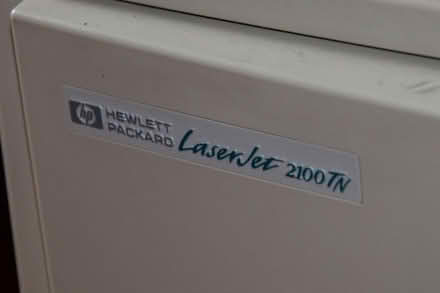 hp HEWLETT
PACKARD LaserJet 2100TN